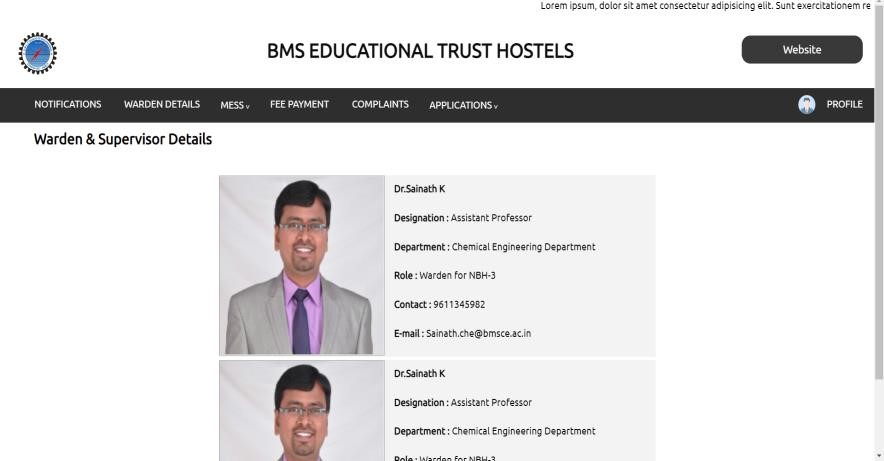 Lorem ipsum, dolor sit amet consectetur adipisicing elit. Sunt exercitationem re
BMS EDUCATIONAL TRUST HOSTELS
Website
NOTIFICATIONS WARDEN DETAILS MESS v FEE PAYMENT COMPLAINTS APPLICATIONS v PROFILE
Warden & Supervisor Details
Dr.Sainath K
Designation : Assistant Professor
Department : Chemical Engineering Department
Role : Warden for NBH-3
Contact : 9611345982
E-mail : Sainath.che@bmsce.ac.in
Dr.Sainath K
Designation : Assistant Professor
Department : Chemical Engineering Department
Role : Warden for NBH-3